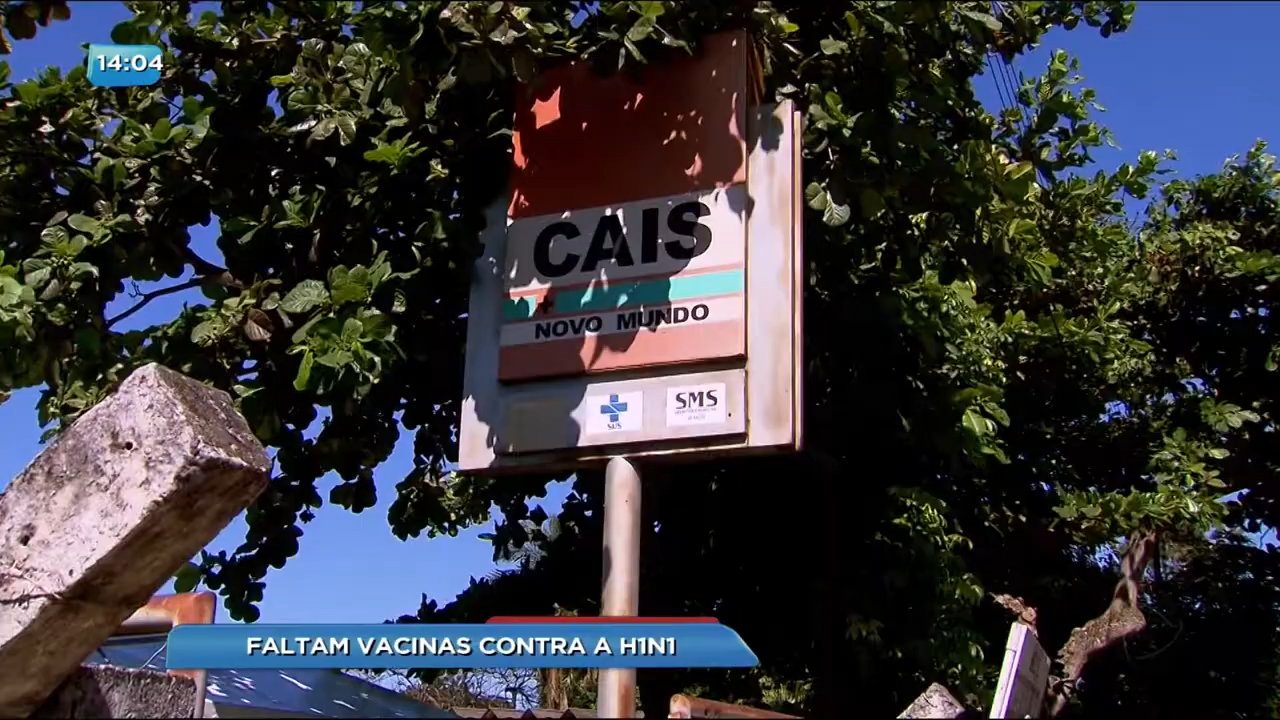 14:04
CAIS
NOVO MUNDO
SUS
SMS
FALTAM VACINAS CONTRA A H1N1